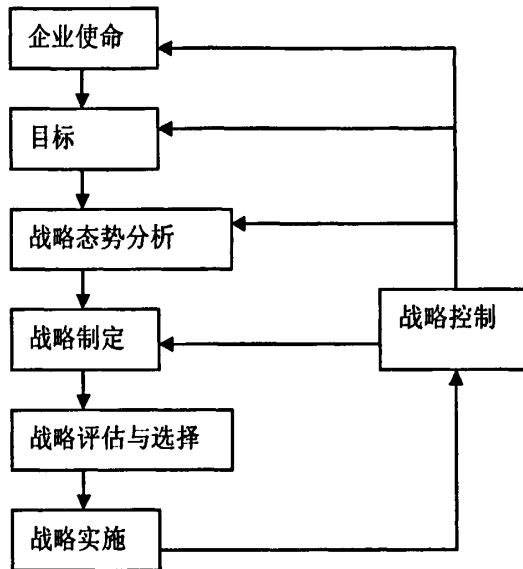 企业使命
目标
战略态势分析
战略制定
战略控制
战略评估与选择
战略实施